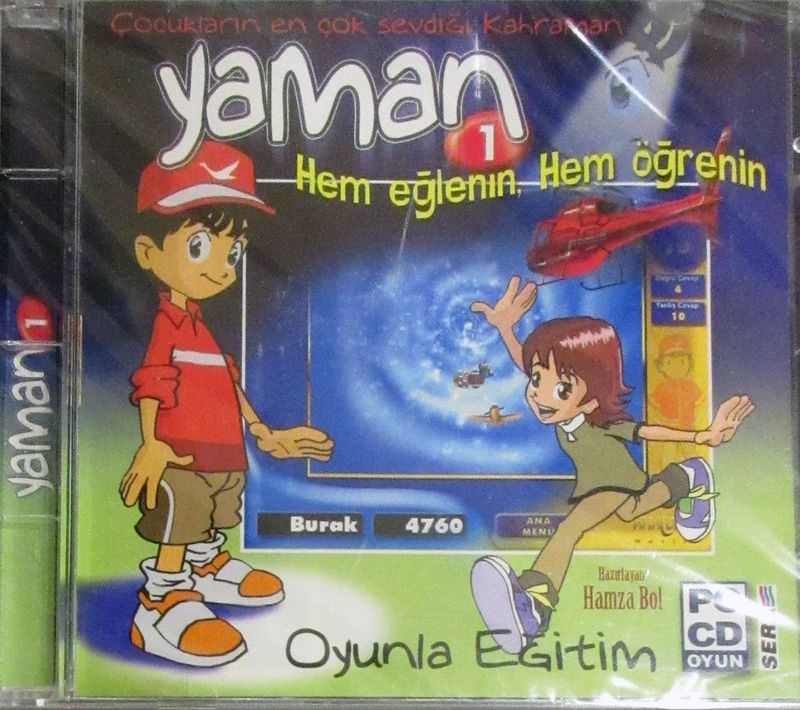 Çocukların en çok sevdiği Kahraman
yaman
1
Hem eğlenin, Hem öğrenin
Doğru Cevap
4
Yanlış Cevap
10
yaman 1
Burak
4760
ANA
MENÜ
Hazırlayan
Hamza Bol
PC
CD
OYUN
Oyunla Eğitim